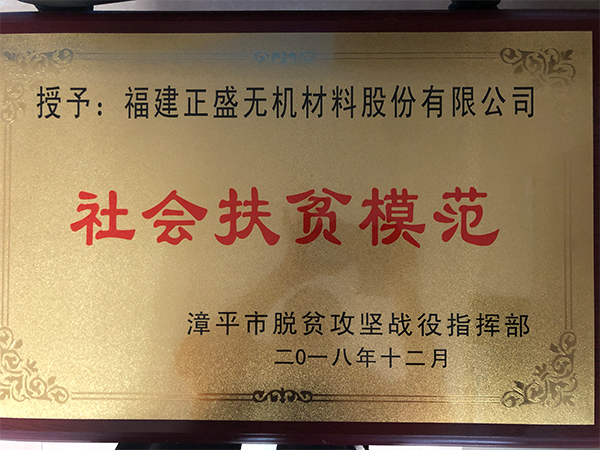 授予：福建正盛无机材料股份有限公司
社会扶贫模范
漳平市脱贫攻坚战役指挥部
二0一八年十二月